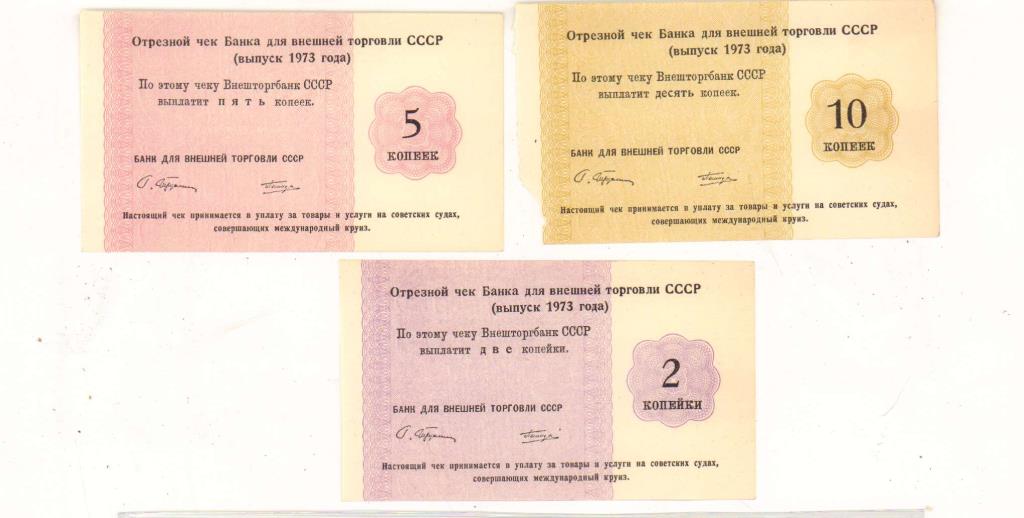 Отрезной чек Банка для внешней торговли СССР
(выпуск 1973 года)
По этому чеку Внешторгбанк СССР
выплатит пять копеек.
5
КОПЕЕК
БАНК ДЛЯ ВНЕШНЕЙ ТОРГОВЛИ СССР
Настоящий чек принимается в уплату за товары и услуги на советских судах,
совершающих международный круиз.
Отрезной чек Банка для внешней торговли СССР
(выпуск 1973 года)
По этому чеку Внешторгбанк СССР
выплатит десять копеек.
10
КОПЕЕК
БАНК ДЛЯ ВНЕШНЕЙ ТОРГОВЛИ СССР
Настоящий чек принимается в уплату за товары и услуги на советских судах,
совершающих международный круиз.
Отрезной чек Банка для внешней торговли СССР
(выпуск 1973 года)
По этому чеку Внешторгбанк СССР
выплатит две копейки.
2
КОПЕЙКИ
БАНК ДЛЯ ВНЕШНЕЙ ТОРГОВЛИ СССР
Настоящий чек принимается в уплату за товары и услуги на советских судах,
совершающих международный круиз.